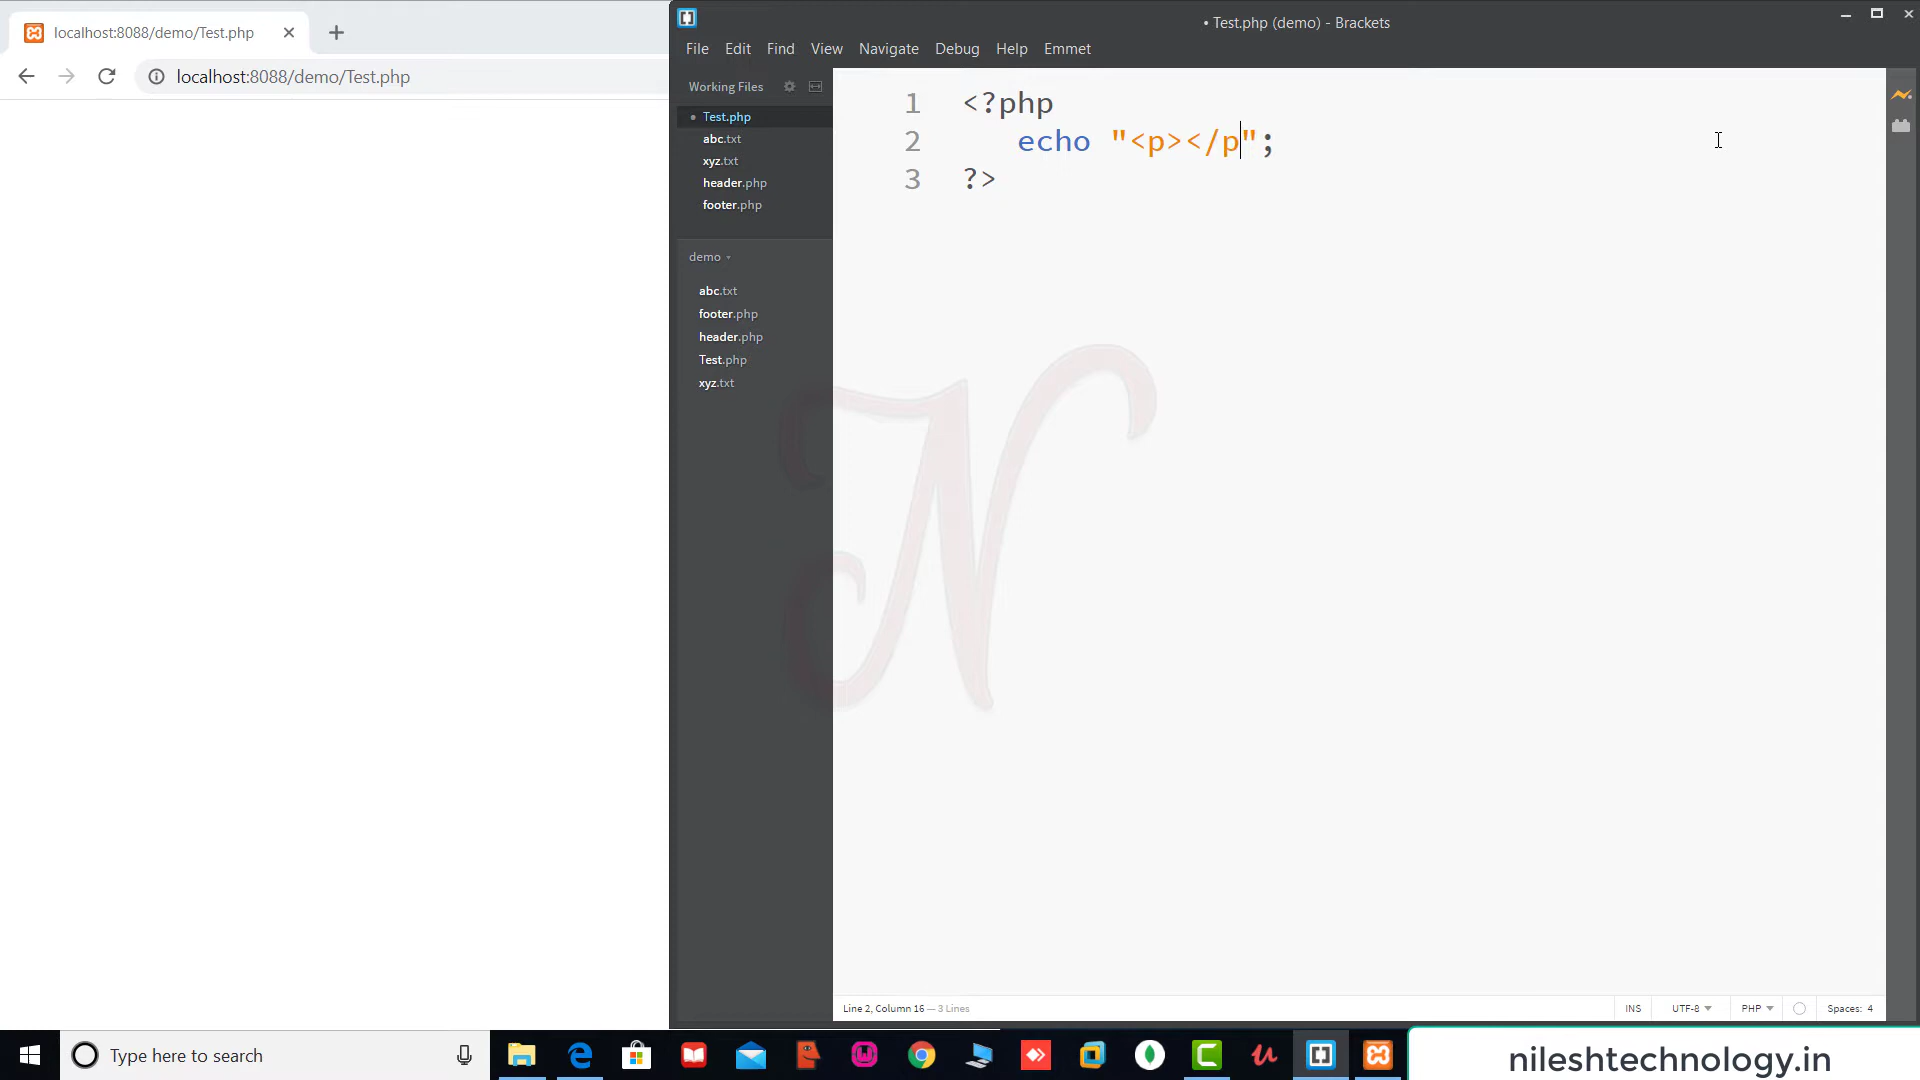 localhost:8088/demo/Test.php
localhost:8088/demo/Test.php
• Test.php (demo) - Brackets
File Edit Find View Navigate Debug Help Emmet
Working Files
Test.php
abc.txt
xyz.txt
header.php
footer.php
demo
abc.txt
footer.php
header.php
Test.php
xyz.txt
1 <?php
2 echo "<p></p";
3 ?>
N
Line 2, Column 16 — 3 Lines
INS UTF-8 PHP Spaces: 4
Type here to search
nileshtechnology.in